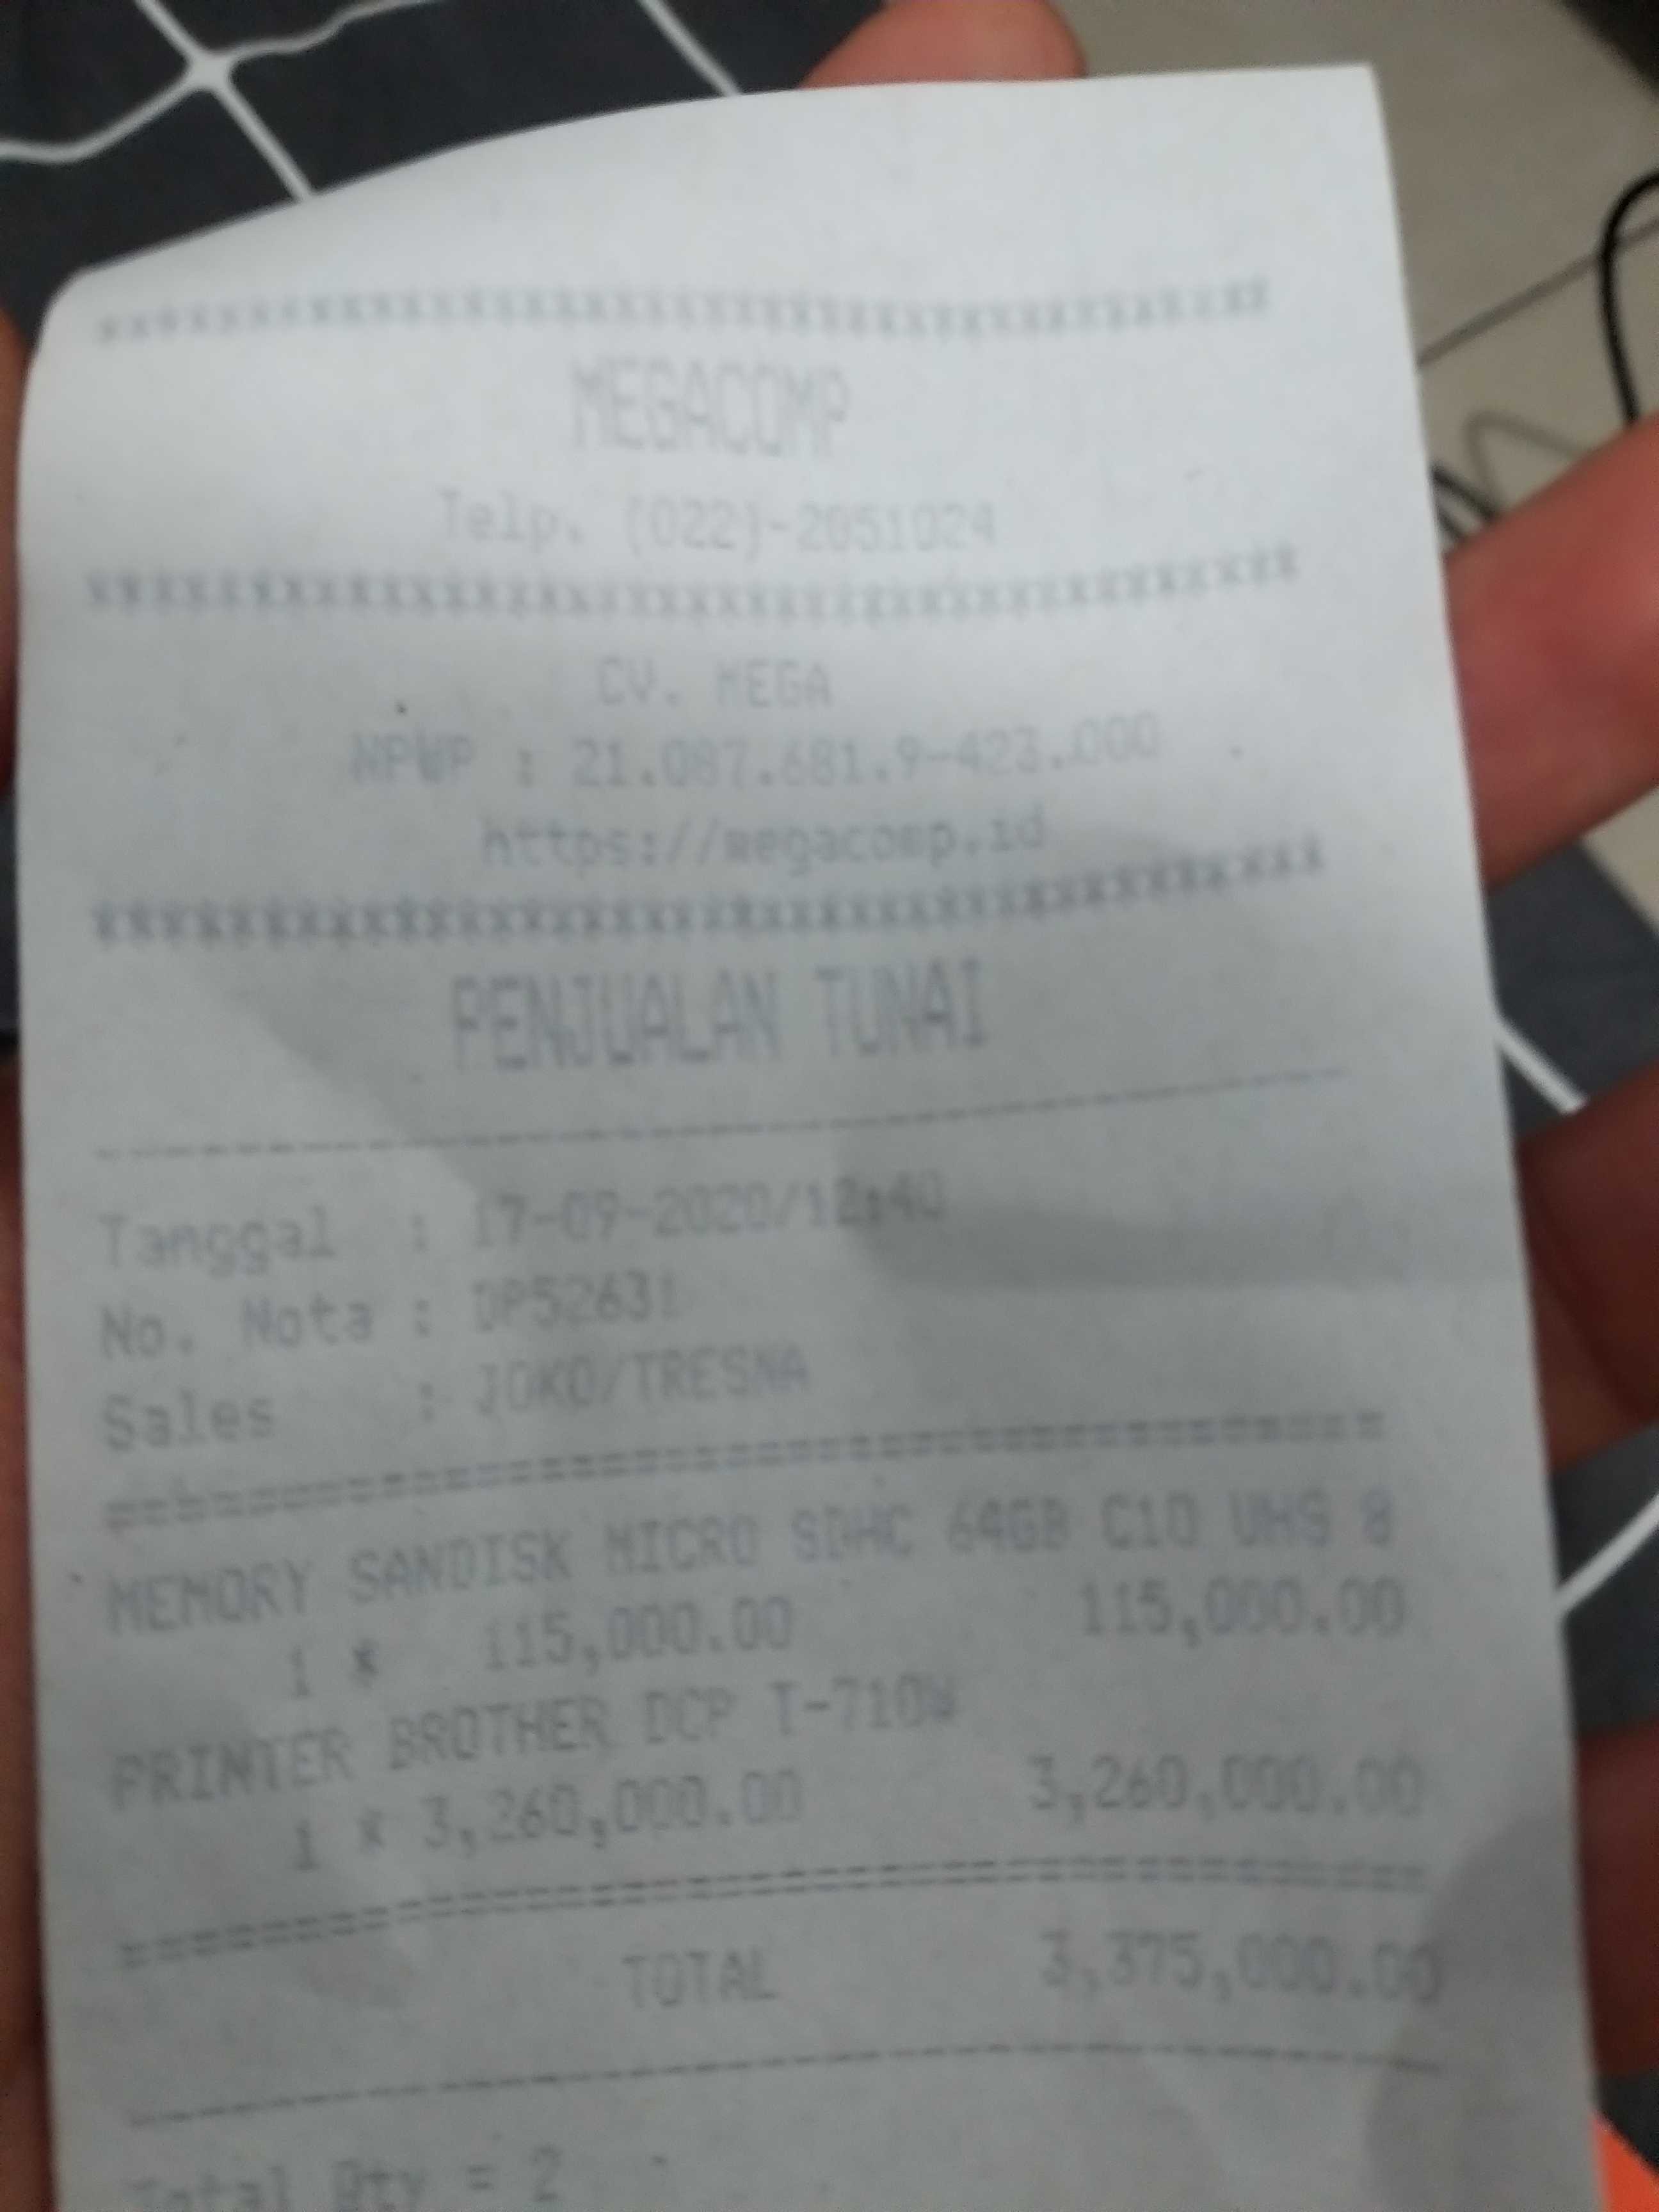 MEGACOMP
Telp. (022)-2051024
CV. MEGA
NPWP : 21.087.681.9-423.000
https://megacomp.id
PENJUALAN TUNAI
Tanggal : 17-09-2020/12:40
No. Nota : DP52631
Sales : JOKO/TRESNA
MEMORY SANDISK MICRO SDHC 64GB C10 UHS 8
1 * 115,000.00 115,000.00
PRINTER BROTHER DCP T-710W
1 * 3,260,000.00 3,260,000.00
TOTAL 3,375,000.00
Total Qty = 2